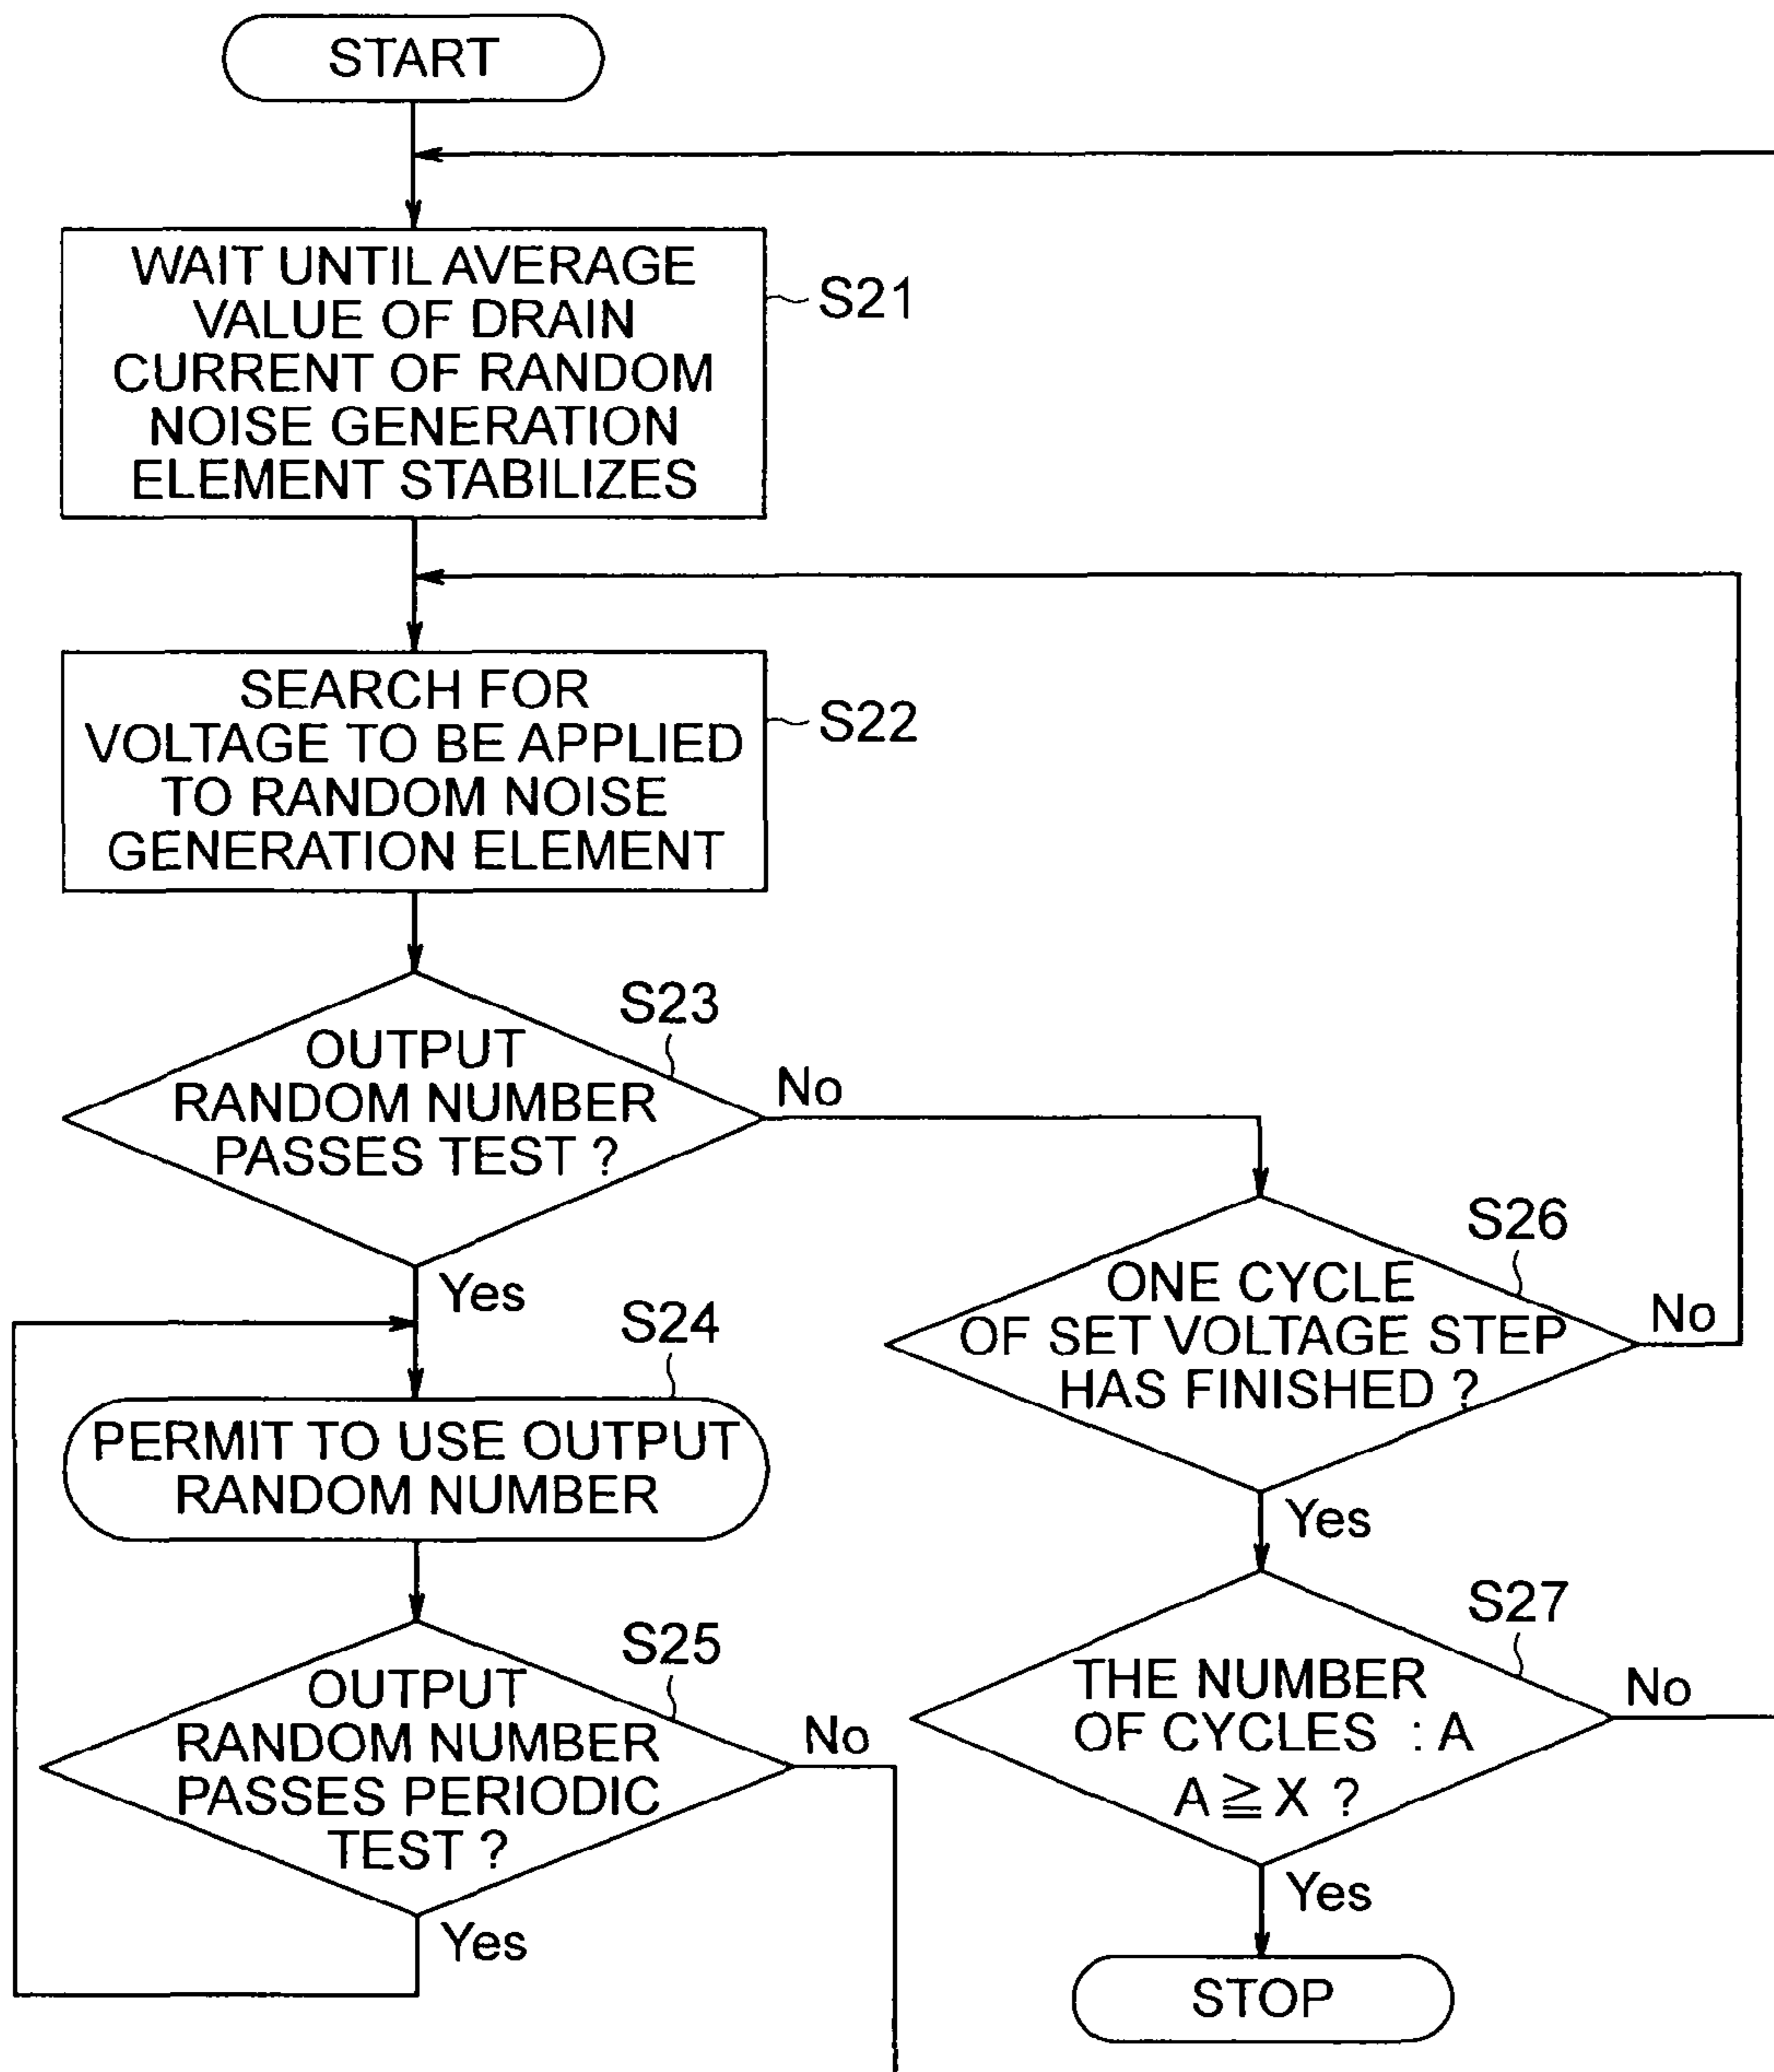 START
WAIT UNTIL AVERAGE
VALUE OF DRAIN
CURRENT OF RANDOM
NOISE GENERATION
ELEMENT STABILIZES
S21
SEARCH FOR
VOLTAGE TO BE APPLIED
TO RANDOM NOISE
GENERATION ELEMENT
S22
OUTPUT
RANDOM NUMBER
PASSES TEST ?
S23
No
Yes
S24
PERMIT TO USE OUTPUT
RANDOM NUMBER
S25
OUTPUT
RANDOM NUMBER
PASSES PERIODIC
TEST ?
No
Yes
S26
ONE CYCLE
OF SET VOLTAGE STEP
HAS FINISHED ?
No
Yes
S27
THE NUMBER
OF CYCLES : A
A ≧ X ?
No
Yes
STOP